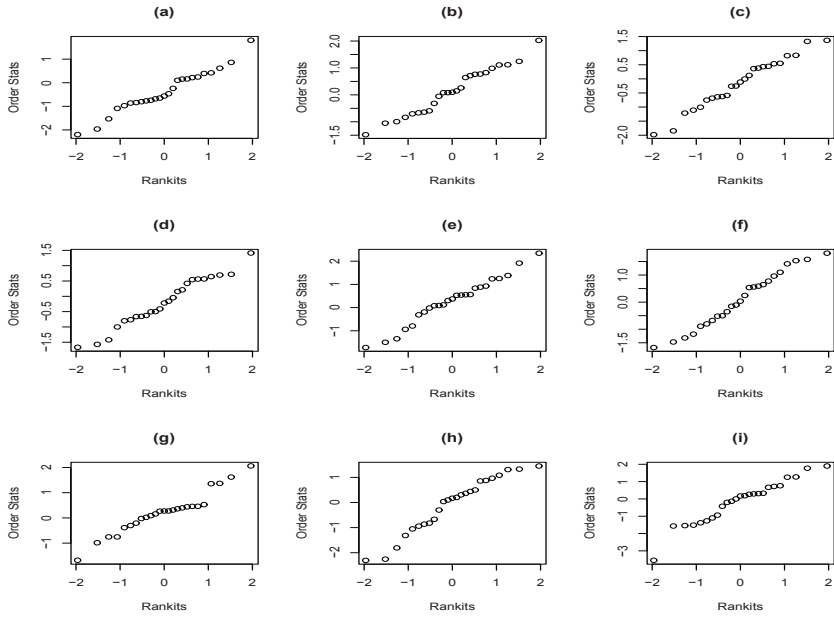 (a)
Order Stats
1
0
−1
−2
−2 −1 0 1 2
Rankits
(b)
Order Stats
2.0
1.0
0.0
−1.5
−2 −1 0 1 2
Rankits
(c)
Order Stats
1.5
0.5
−0.5
−2.0
−2 −1 0 1 2
Rankits
(d)
Order Stats
1.5
0.5
−0.5
−1.5
−2 −1 0 1 2
Rankits
(e)
Order Stats
2
1
0
−1
−2 −1 0 1 2
Rankits
(f)
Order Stats
1.0
0.0
−1.5
−2 −1 0 1 2
Rankits
(g)
Order Stats
2
1
−1
−2 −1 0 1 2
Rankits
(h)
Order Stats
1
0
−1
−2
−2 −1 0 1 2
Rankits
(i)
Order Stats
2
1
0
−3
−2 −1 0 1 2
Rankits